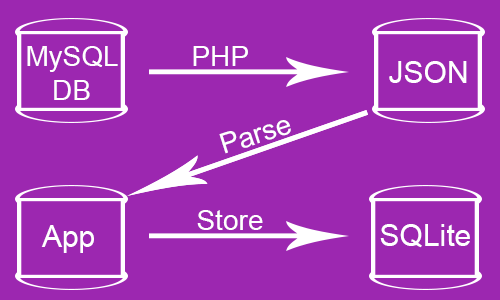 MySQL
DB
PHP
JSON
Parse
App
Store
SQLite